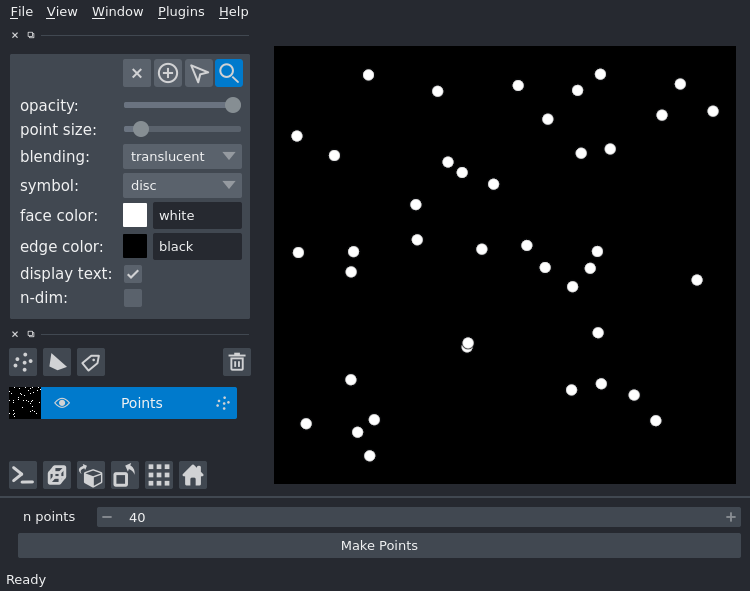 File View Window Plugins Help
opacity:
point size:
blending: translucent
symbol: disc
face color: white
edge color: black
display text:
n-dim:
Points
n points 40
Make Points
Ready